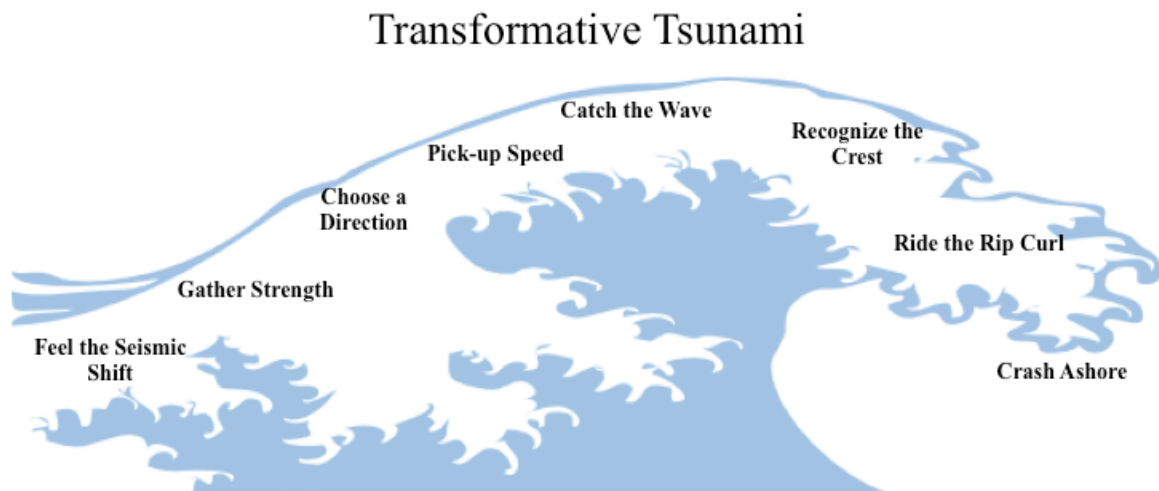 Transformative Tsunami
Feel the Seismic
Shift
Gather Strength
Choose a
Direction
Pick-up Speed
Catch the Wave
Recognize the
Crest
Ride the Rip Curl
Crash Ashore